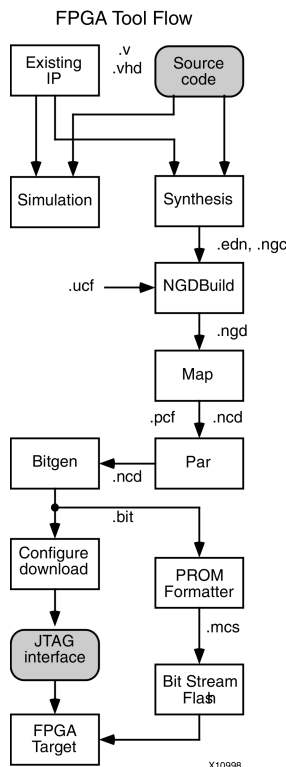 FPGA Tool Flow
Existing
IP
.v
.vhd
Source
code
Simulation
Synthesis
.edn, .ngc
.ucf
NGDBuild
.ngd
Map
.pcf
.ncd
Bitgen
.ncd
Par
.bit
Configure
download
PROM
Formatter
.mcs
JTAG
interface
Bit Stream
Flash
FPGA
Target
X10998